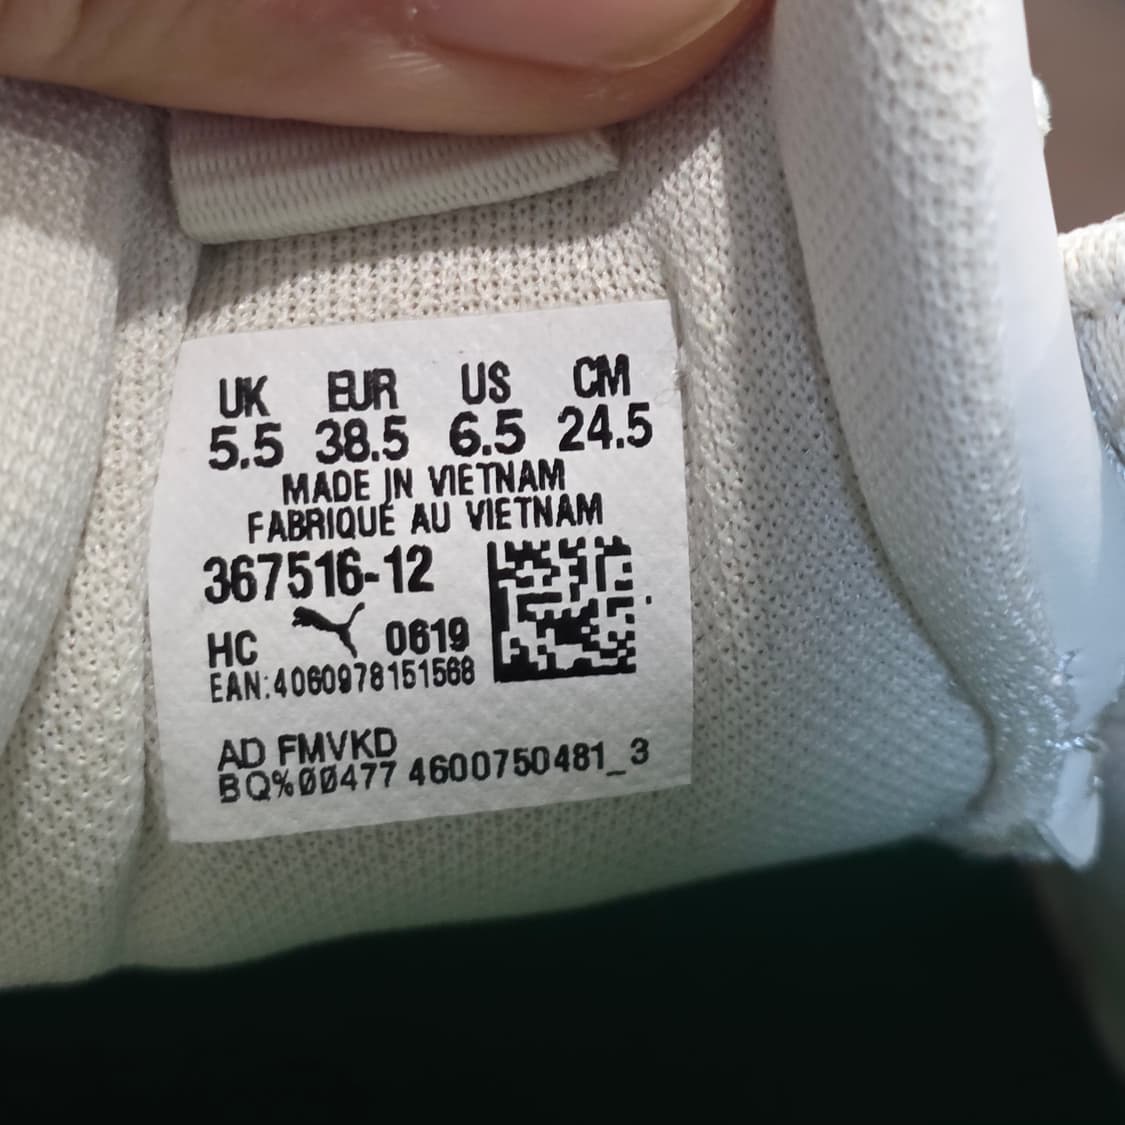 UK EUR US CM
5.5 38.5 6.5 24.5
MADE IN VIETNAM
FABRIQUÉ AU VIETNAM
367516-12
HC 0619
EAN:4060978151568
AD FMVKD
BQ%00477 4600750481_3